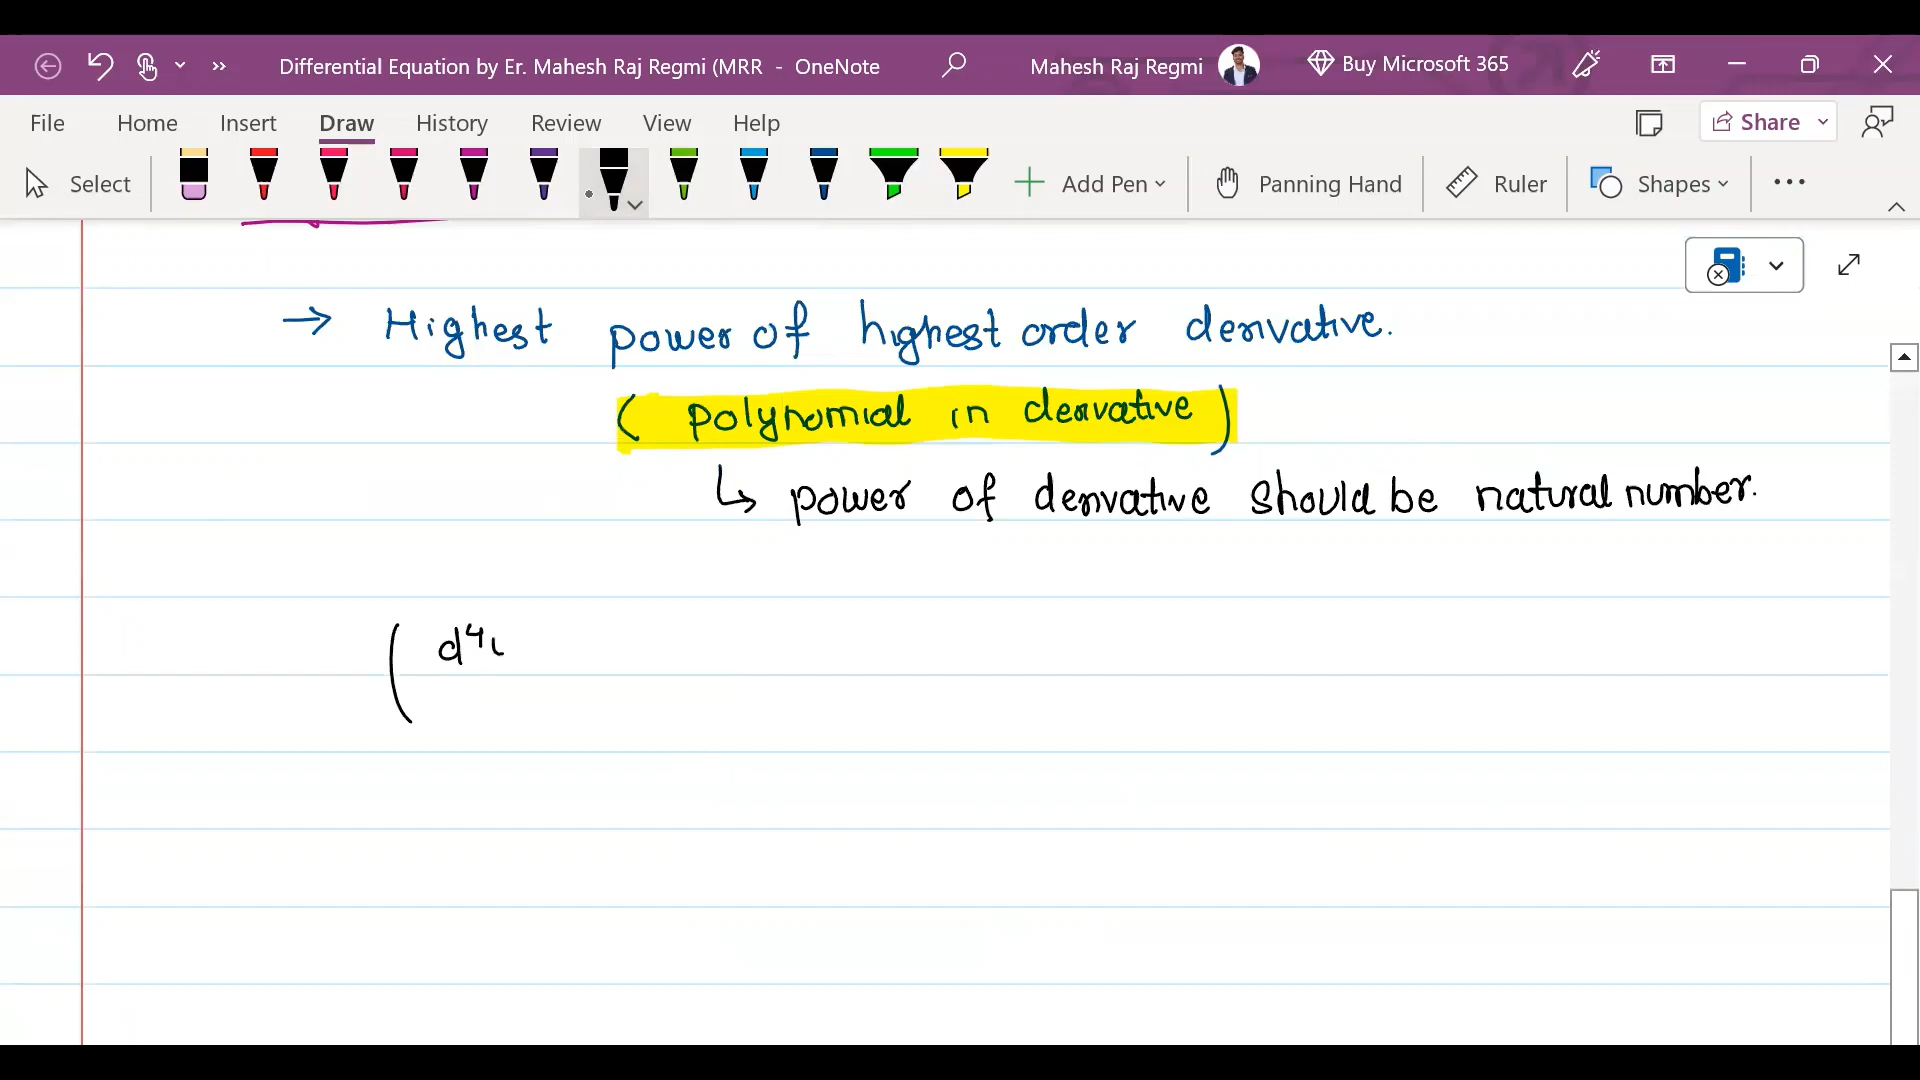 Differential Equation by Er. Mahesh Raj Regmi (MRR - OneNote
Mahesh Raj Regmi
Buy Microsoft 365
File Home Insert Draw History Review View Help
Share
Select
Add Pen
Panning Hand
Ruler
Shapes
→ Highest power of highest order derivative.
( polynomial in derivative )
↳ power of derivative should be natural number.
( d⁴